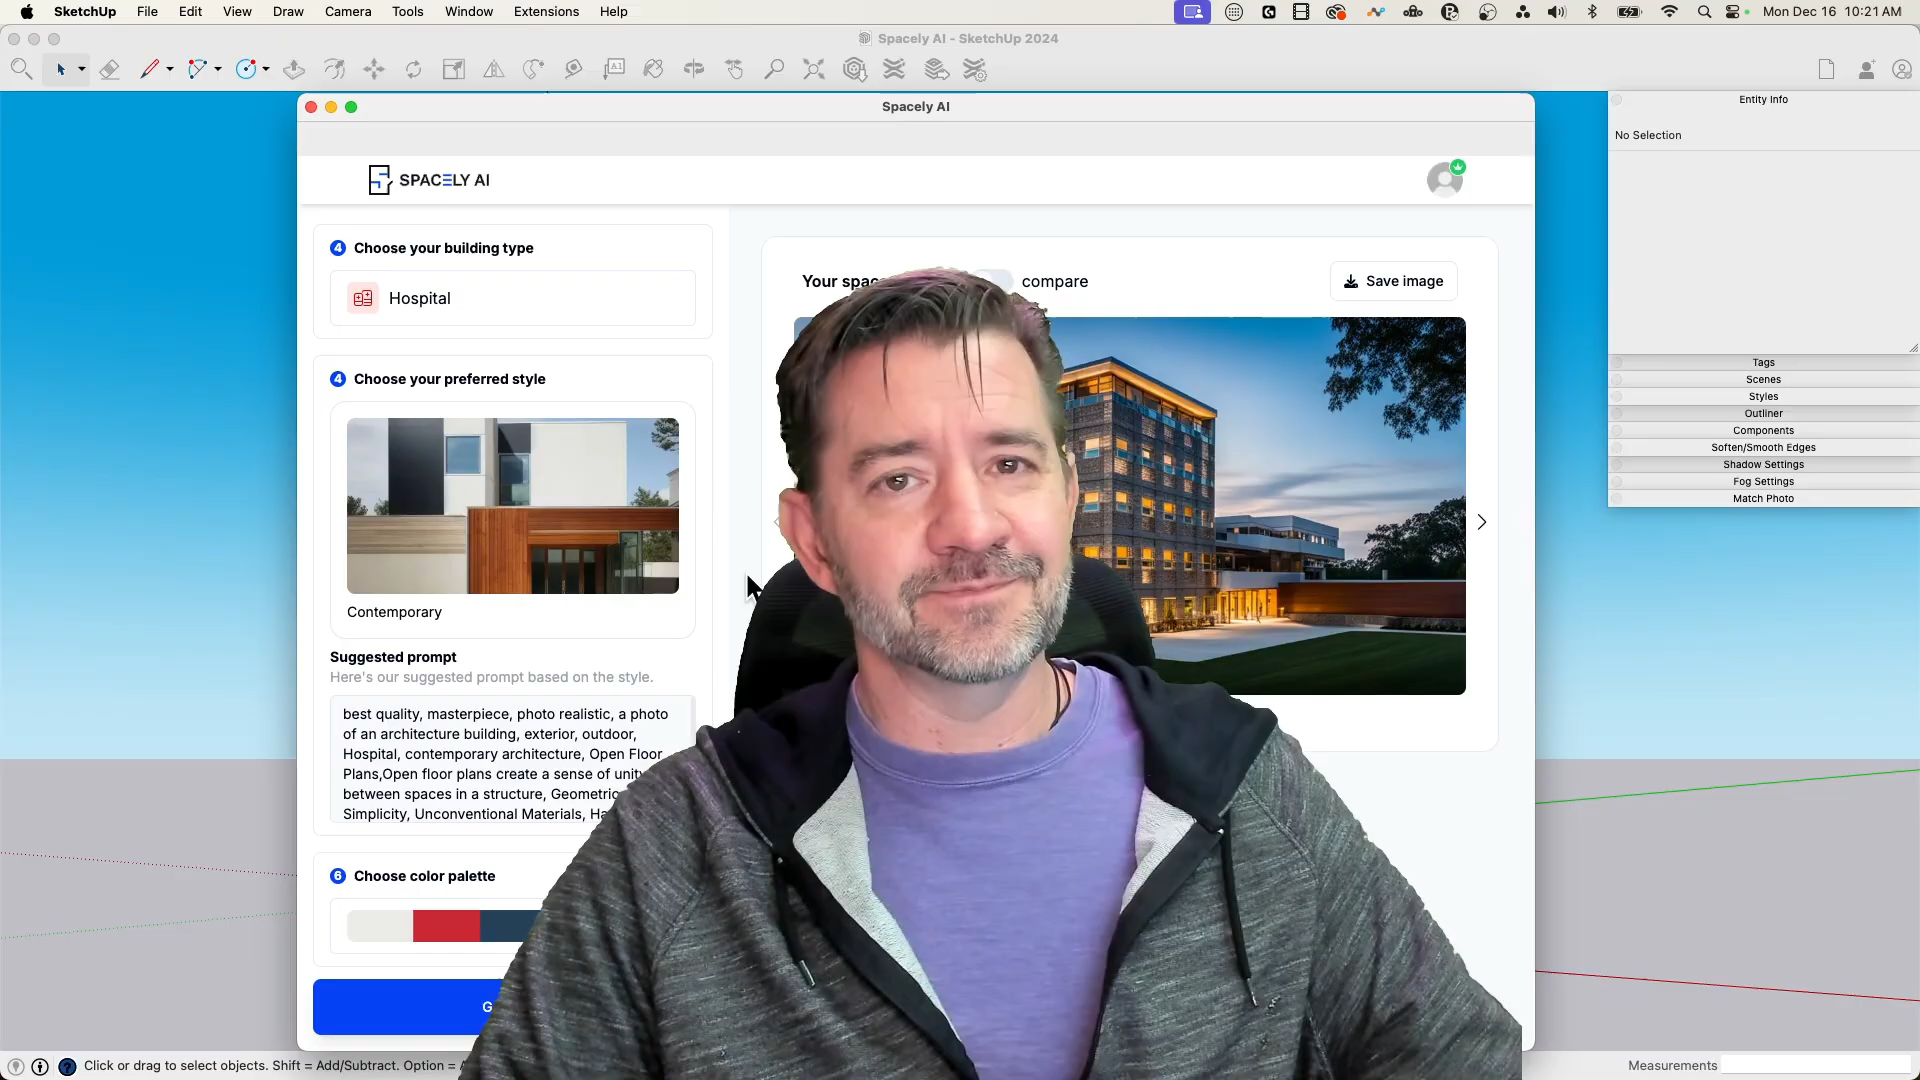 SketchUp File Edit View Draw Camera Tools Window Extensions Help Mon Dec 16 10:21 AM
Spacely AI - SketchUp 2024
Spacely AI
SPACELY AI
4 Choose your building type
Hospital
4 Choose your preferred style
Contemporary
Suggested prompt
Here's our suggested prompt based on the style.
best quality, masterpiece, photo realistic, a photo
of an architecture building, exterior, outdoor,
Hospital, contemporary architecture, Open Floor
Plans,Open floor plans create a sense of unity
between spaces in a structure, Geometric
Simplicity, Unconventional Materials, Ha
6 Choose color palette
G
Your spac
compare
Save image
Entity Info
No Selection
Tags
Scenes
Styles
Outliner
Components
Soften/Smooth Edges
Shadow Settings
Fog Settings
Match Photo
Click or drag to select objects. Shift = Add/Subtract. Option =
Measurements